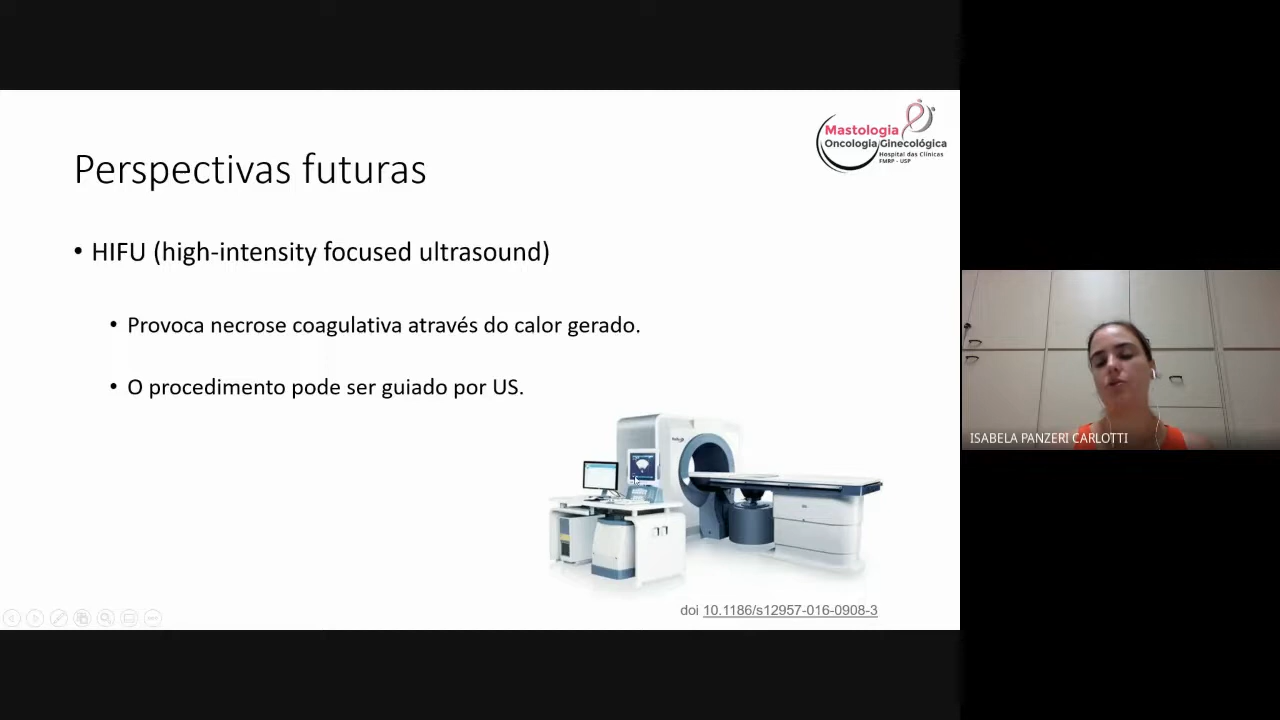 Mastologia
Oncologia Ginecológica
Hospital das Clínicas
FMRP - USP
Perspectivas futuras
• HIFU (high-intensity focused ultrasound)
• Provoca necrose coagulativa através do calor gerado.
• O procedimento pode ser guiado por US.
doi 10.1186/s12957-016-0908-3
ISABELA PANZERI CARLOTTI